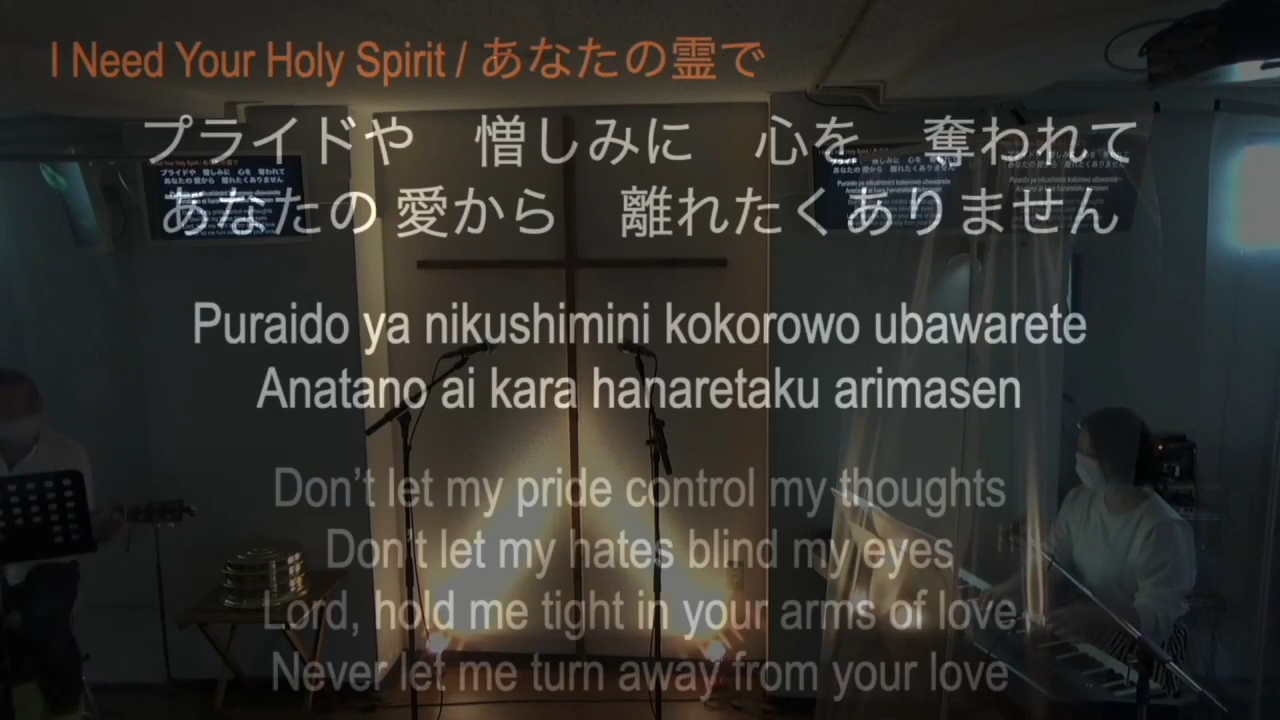 I Need Your Holy Spirit / あなたの霊で
プライドや　憎しみに　心を　奪われて
あなたの 愛から　離れたくありません
Puraido ya nikushimini kokorowo ubawarete
Anatano ai kara hanaretaku arimasen
Don't let my pride control my thoughts
Don't let my hates blind my eyes
Lord, hold me tight in your arms of love
Never let me turn away from your love